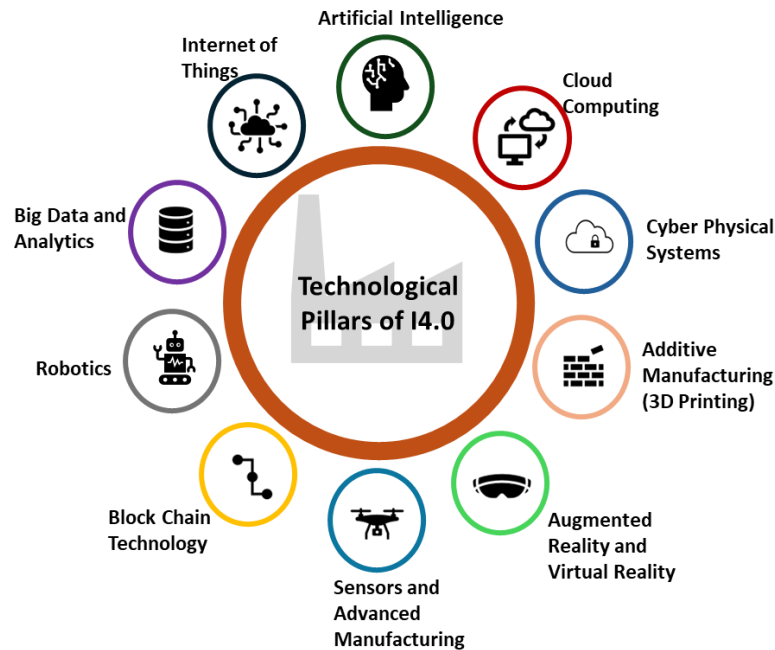 Artificial Intelligence
Internet of
Things
Cloud
Computing
Big Data and
Analytics
Cyber Physical
Systems
Technological
Pillars of I4.0
Robotics
Additive
Manufacturing
(3D Printing)
Block Chain
Technology
Augmented
Reality and
Virtual Reality
Sensors and
Advanced
Manufacturing